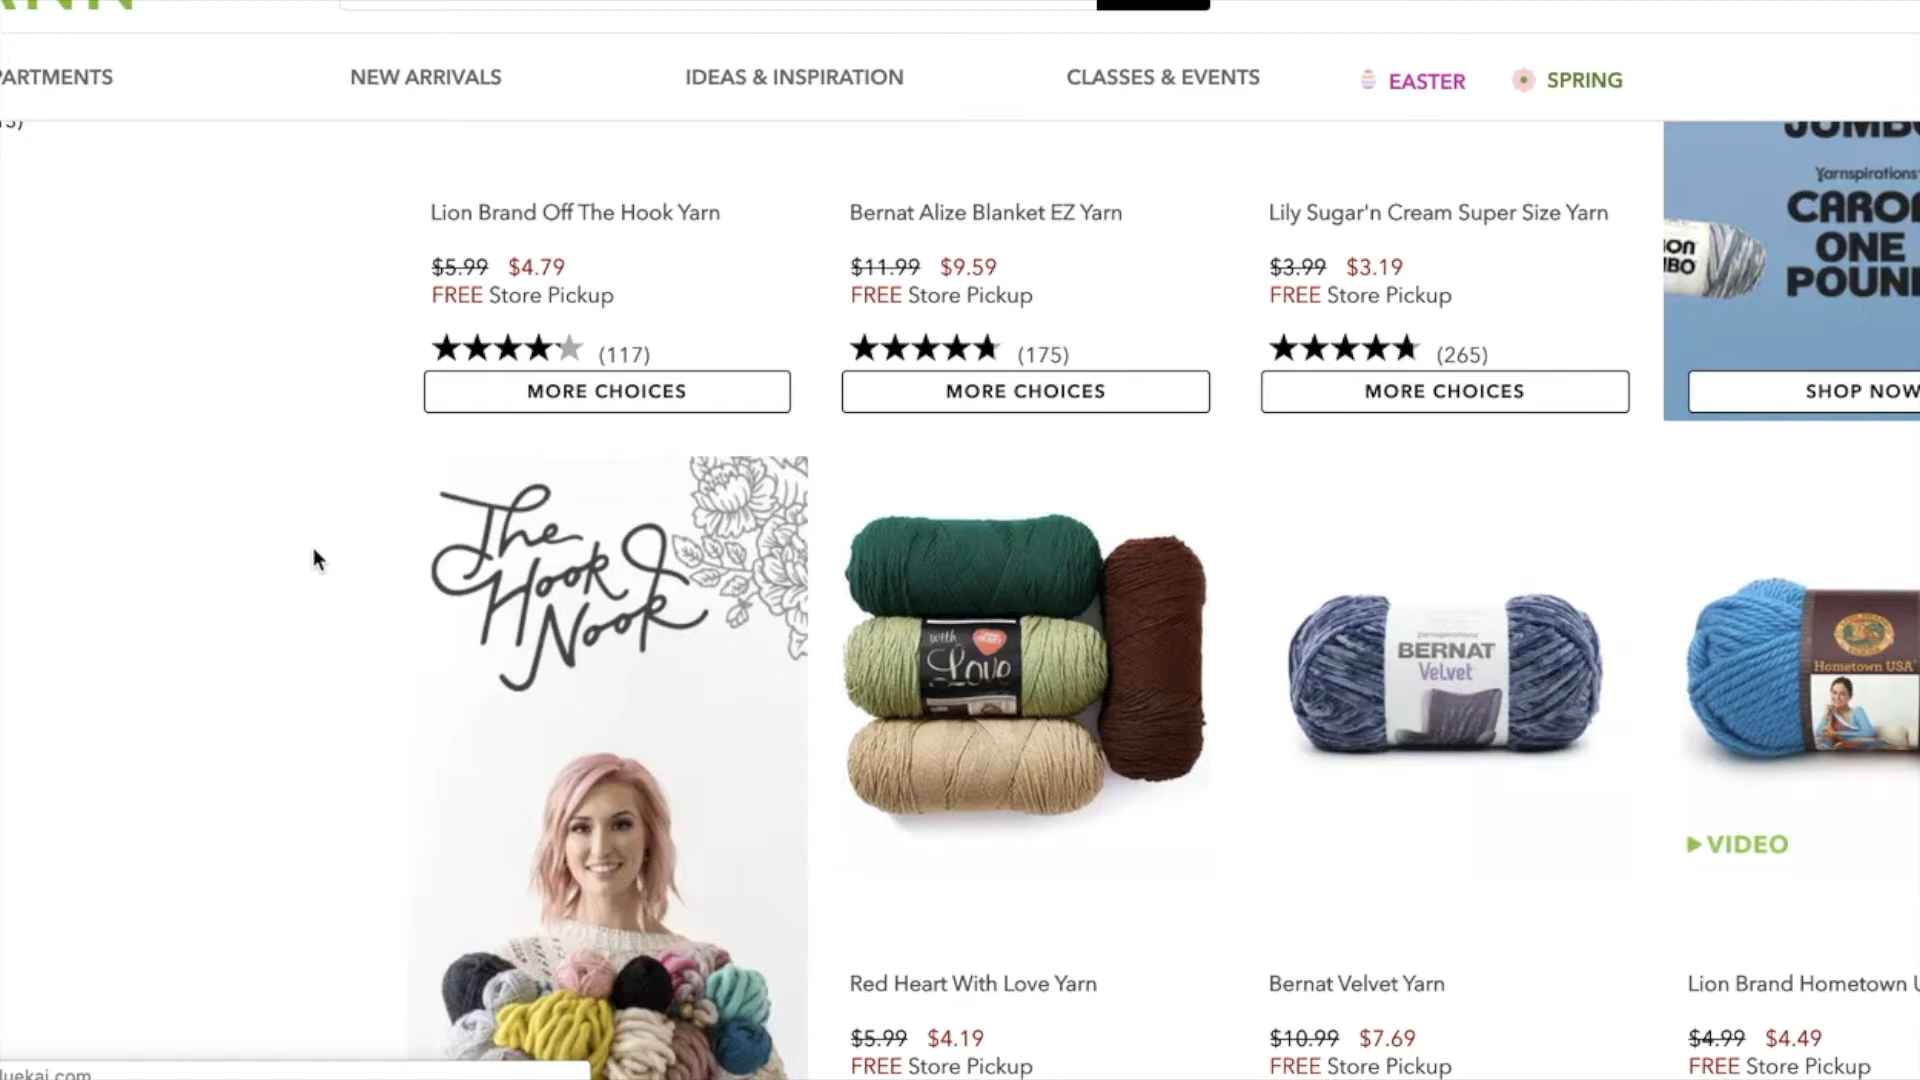 PARTMENTS
NEW ARRIVALS
IDEAS & INSPIRATION
CLASSES & EVENTS
EASTER
SPRING
Lion Brand Off The Hook Yarn
$5.99 $4.79
FREE Store Pickup
(117)
MORE CHOICES
Bernat Alize Blanket EZ Yarn
$11.99 $9.59
FREE Store Pickup
(175)
MORE CHOICES
Lily Sugar'n Cream Super Size Yarn
$3.99 $3.19
FREE Store Pickup
(265)
MORE CHOICES
JUMBO
Yarnspirations
CARO
ONE
POUN
SHOP NOW
The
Hook
Nook
with
Love
Yarnspirations
BERNAT
Velvet
Hometown USA
VIDEO
Red Heart With Love Yarn
$5.99 $4.19
FREE Store Pickup
Bernat Velvet Yarn
$10.99 $7.69
FREE Store Pickup
Lion Brand Hometown U
$4.99 $4.49
FREE Store Pickup
luekai.com